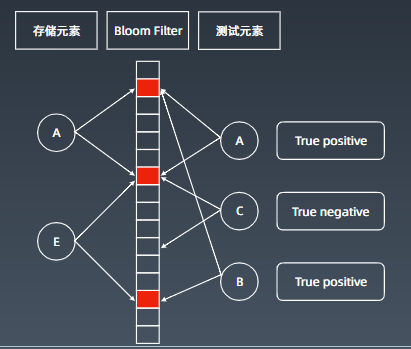 存储元素
Bloom Filter
测试元素
A
A
True positive
C
True negative
E
B
True positive